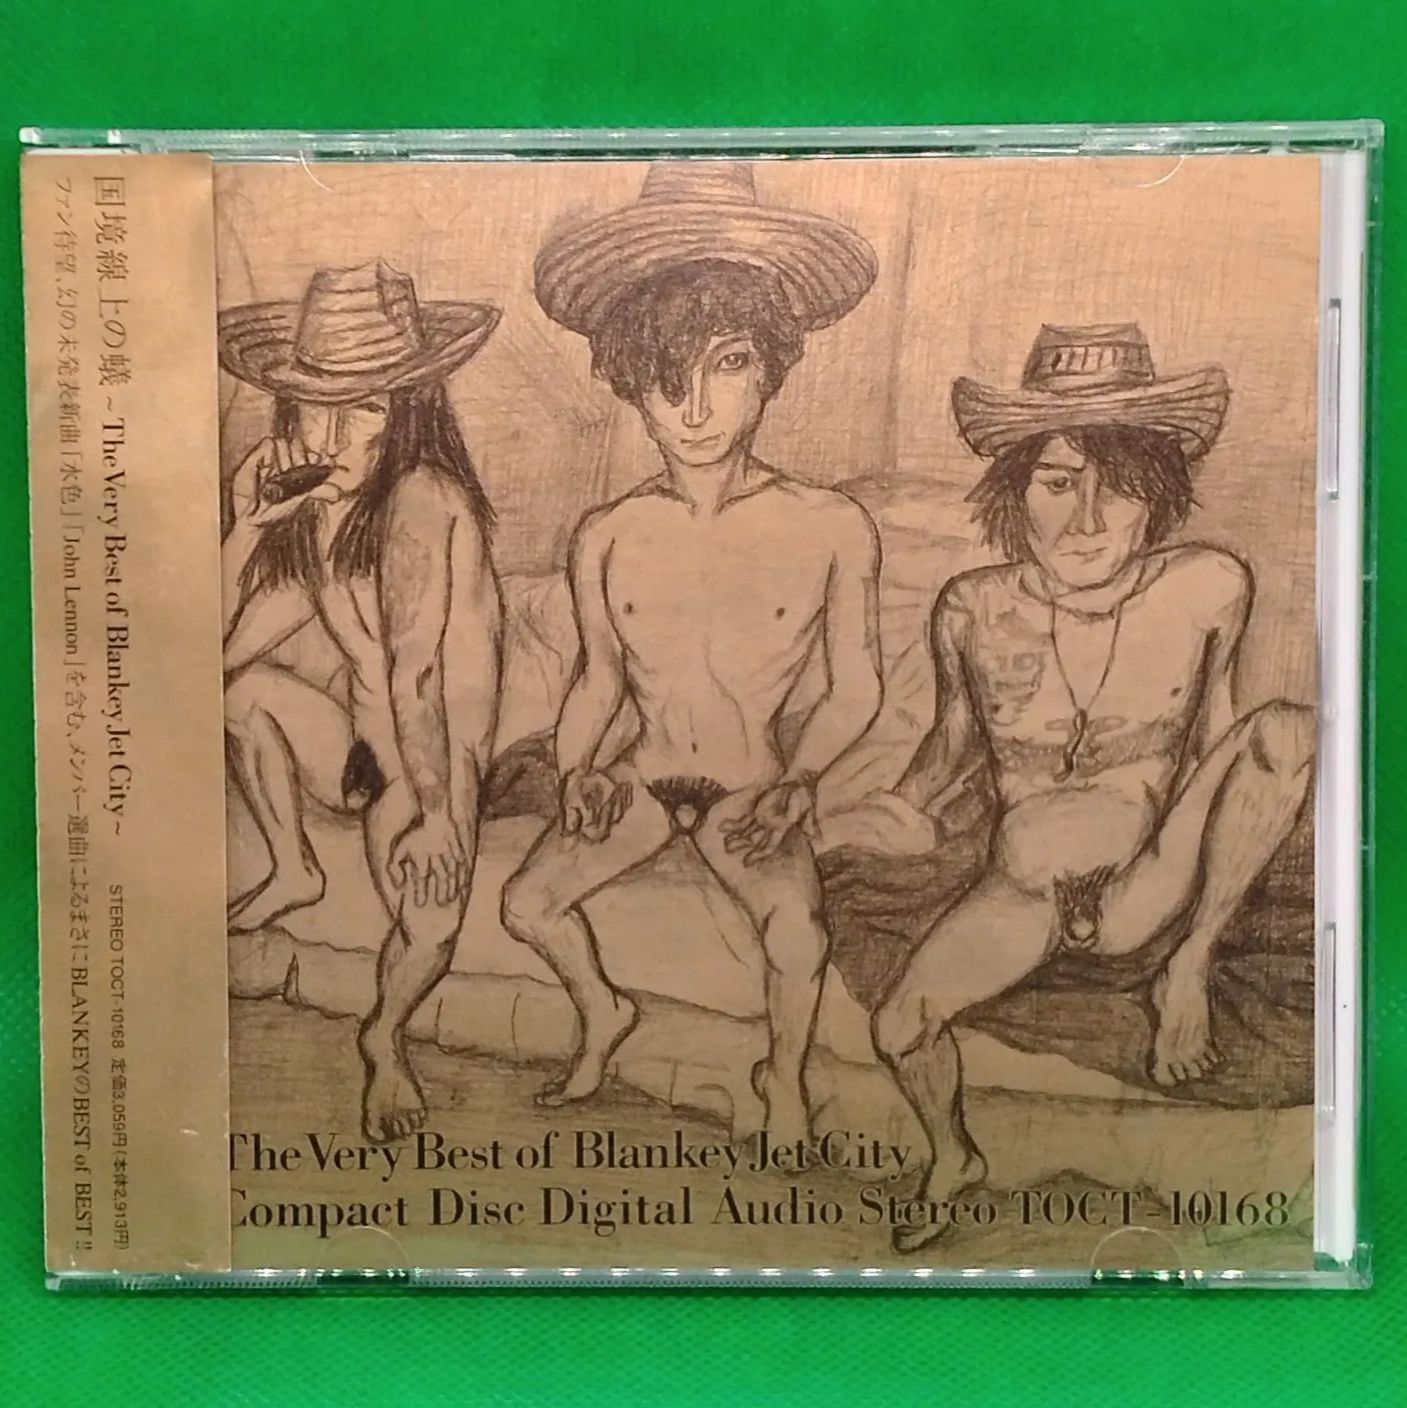 国境線上の蟻~The Very Best of Blankey Jet City~ STEREO TOCT-10168 定価3,059円(本体2,913円)
ファン待望、幻の未発表新曲「水色」「John Lennon」を含む、メンバー選曲によるまさにBLANKEYのBEST of BEST!!
The Very Best of Blankey Jet City
Compact Disc Digital Audio Stereo TOCT-10168